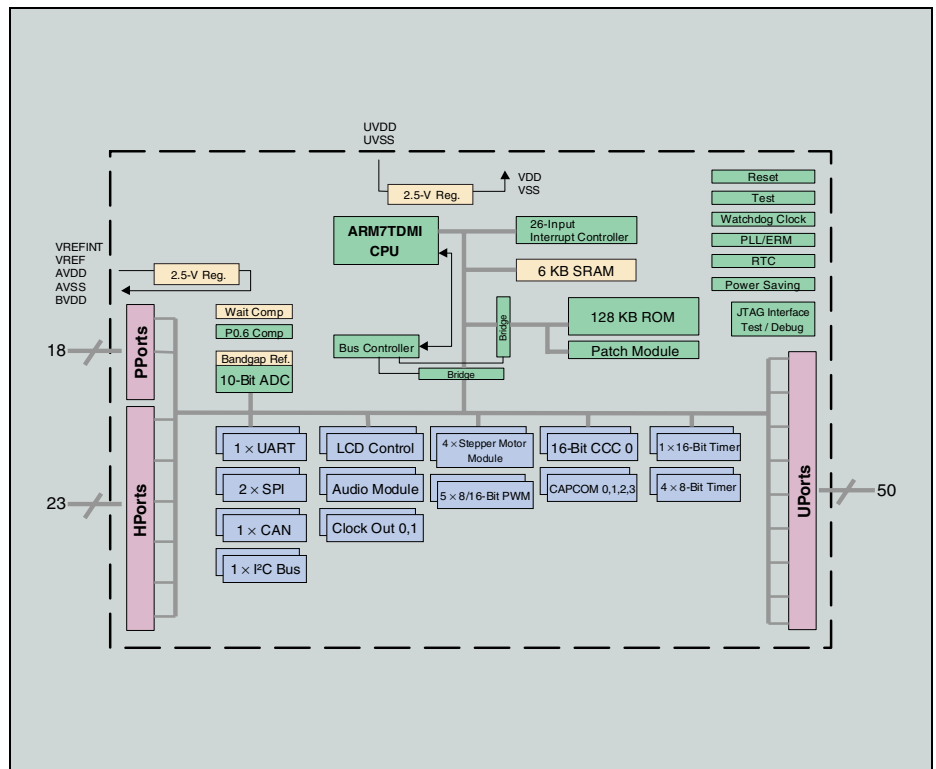 UVDD
UVSS
2.5-V Reg.
VDD
VSS
Reset
Test
Watchdog Clock
PLL/ERM
RTC
Power Saving
JTAG Interface
Test / Debug
ARM7TDMI
CPU
26-Input
Interrupt Controller
6 KB SRAM
VREFINT
VREF
AVDD
AVSS
BVDD
2.5-V Reg.
Wait Comp
P0.6 Comp
Bandgap Ref.
10-Bit ADC
Bus Controller
Bridge
Bridge
128 KB ROM
Patch Module
18
PPorts
23
HPorts
UPorts
50
1 × UART
LCD Control
4 × Stepper Motor
Module
16-Bit CCC 0
1 × 16-Bit Timer
2 × SPI
Audio Module
5 × 8/16-Bit PWM
CAPCOM 0,1,2,3
4 × 8-Bit Timer
1 × CAN
Clock Out 0,1
1 × I²C Bus